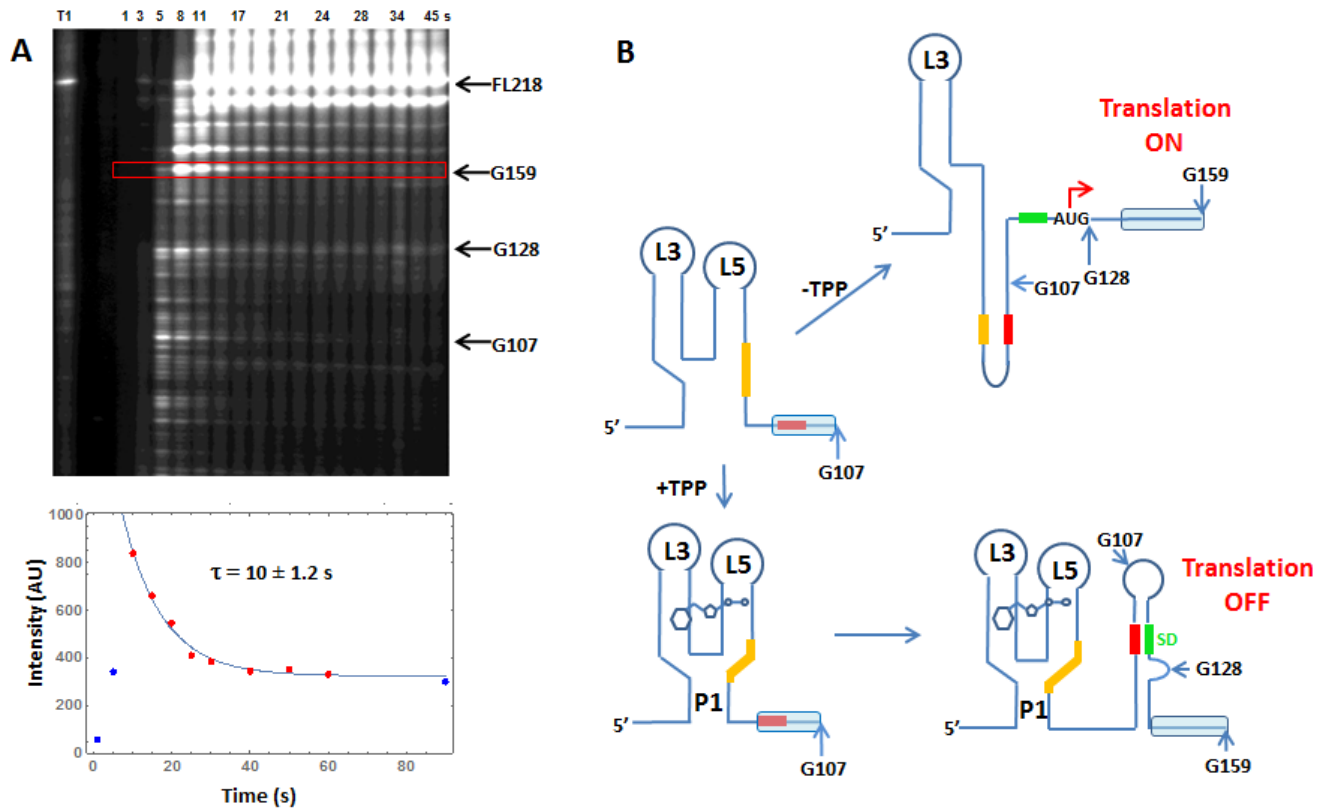 T1 1 3 5 8 11 17 21 24 28 34 45 s
A
FL218
G159
G128
G107
1000
800
600
400
200
0
Intensity (AU)
τ = 10 ± 1.2 s
0 20 40 60 80
Time (s)
B
L3
Translation
ON
G159
5'
AUG
G128
G107
L3
L5
-TPP
5'
G107
+TPP
L3
L5
P1
5'
G107
L3
L5
G107
Translation
OFF
SD
G128
P1
5'
G159